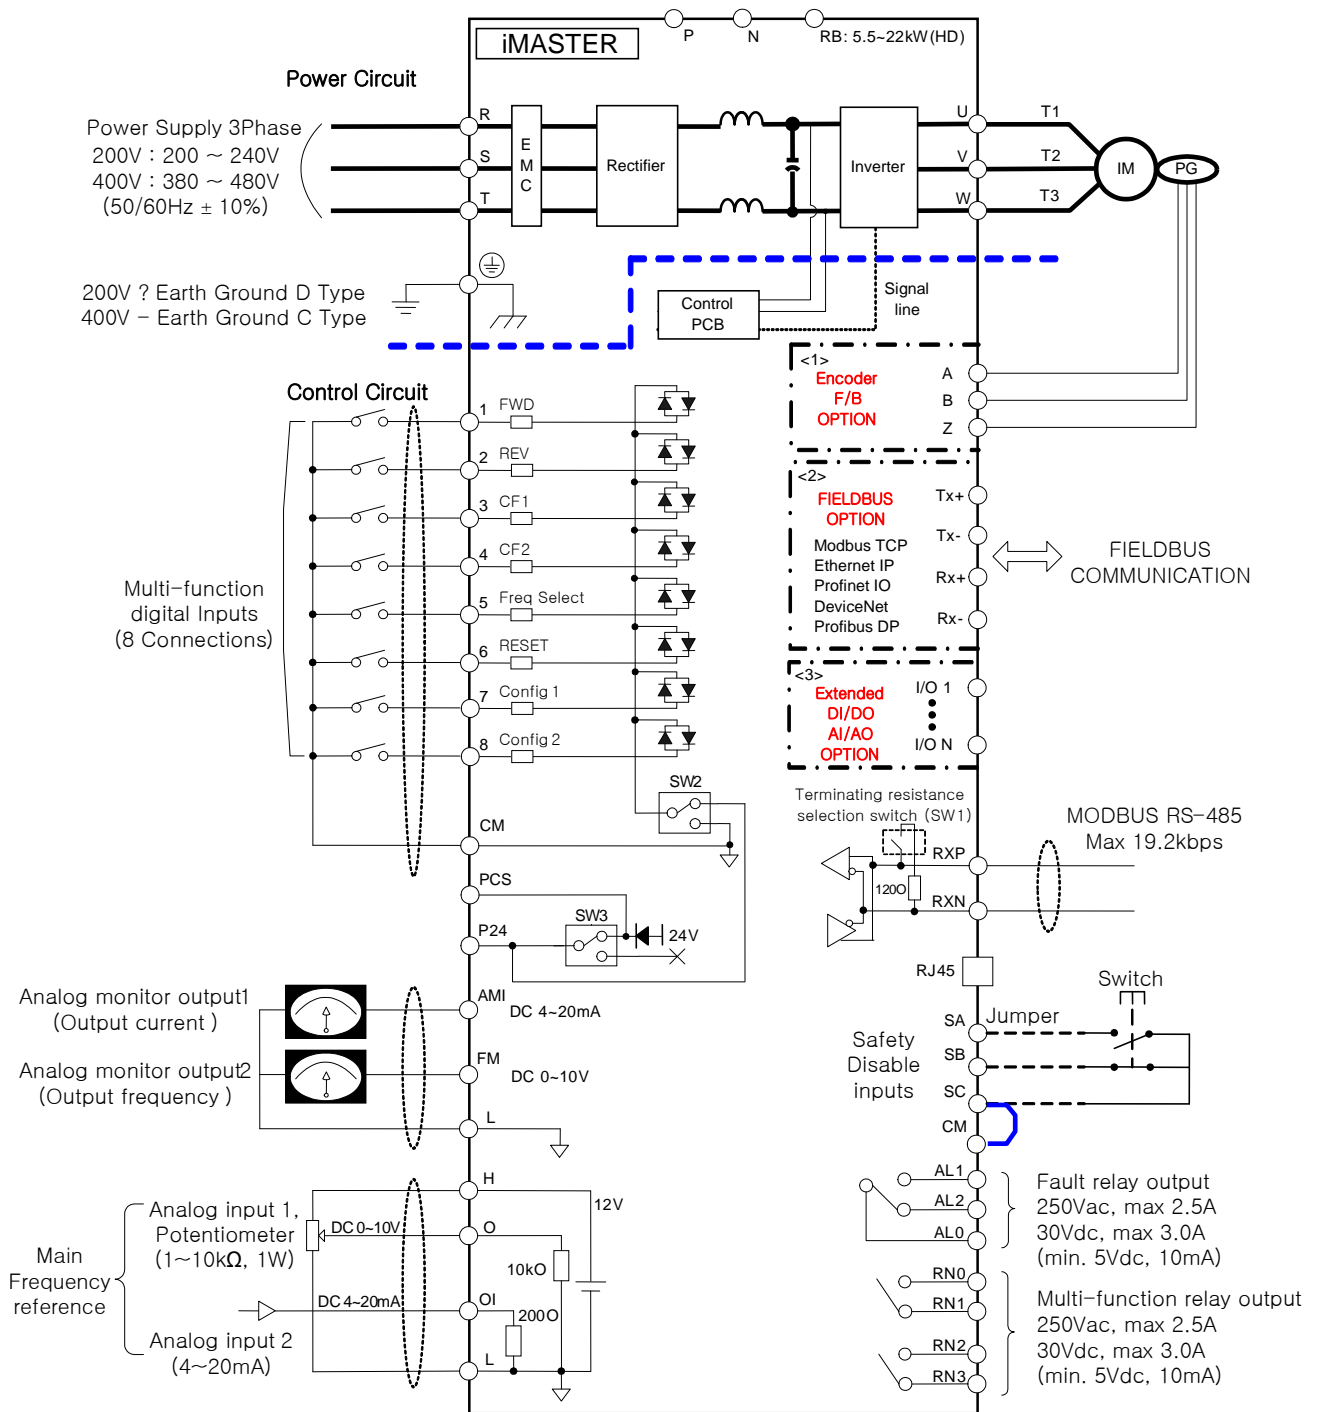 iMASTER
P
N
RB: 5.5~22kW(HD)
Power Circuit
Power Supply 3Phase
200V : 200 ~ 240V
400V : 380 ~ 480V
(50/60Hz ± 10%)
R
S
T
E
M
C
Rectifier
Inverter
U
V
W
T1
T2
T3
IM
PG
200V ? Earth Ground D Type
400V - Earth Ground C Type
Control
PCB
Signal
line
Control Circuit
1 FWD
2 REV
3 CF1
4 CF2
5 Freq Select
6 RESET
7 Config 1
8 Config 2
Multi-function
digital Inputs
(8 Connections)
<1>
Encoder
F/B
OPTION
A
B
Z
<2>
FIELDBUS
OPTION
Modbus TCP
Ethernet IP
Profinet IO
DeviceNet
Profibus DP
Tx+
Tx-
Rx+
Rx-
FIELDBUS
COMMUNICATION
<3>
Extended
DI/DO
AI/AO
OPTION
I/O 1
I/O N
SW2
CM
PCS
P24
SW3
24V
Terminating resistance
selection switch (SW1)
120O
RXP
RXN
MODBUS RS-485
Max 19.2kbps
RJ45
Analog monitor output1
(Output current )
Analog monitor output2
(Output frequency )
AMI
DC 4~20mA
FM
DC 0~10V
L
Safety
Disable
inputs
SA
SB
SC
CM
Jumper
Switch
Main
Frequency
reference
Analog input 1,
Potentiometer
(1~10kΩ, 1W)
Analog input 2
(4~20mA)
DC 0~10V
DC 4~20mA
H
O
OI
L
12V
10kO
200O
AL1
AL2
AL0
Fault relay output
250Vac, max 2.5A
30Vdc, max 3.0A
(min. 5Vdc, 10mA)
RN0
RN1
RN2
RN3
Multi-function relay output
250Vac, max 2.5A
30Vdc, max 3.0A
(min. 5Vdc, 10mA)